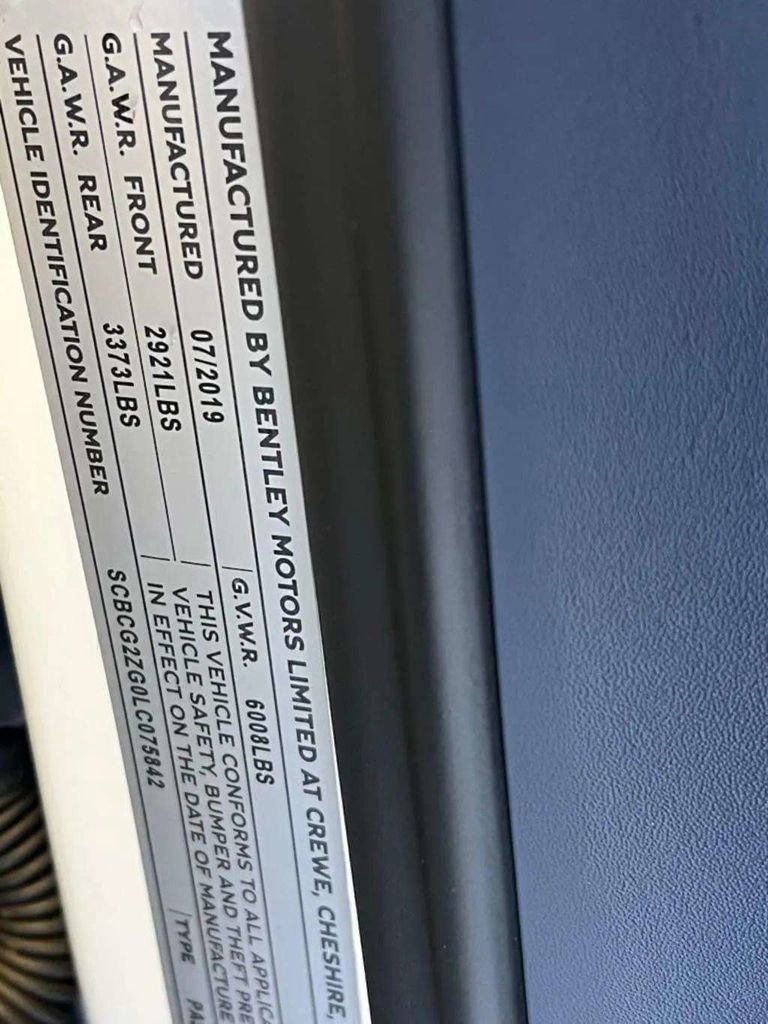 MANUFACTURED BY BENTLEY MOTORS LIMITED AT CREWE, CHESHIRE,
MANUFACTURED 07/2019 G.V.W.R. 6008LBS
G.A.W.R. FRONT 2921LBS THIS VEHICLE CONFORMS TO ALL
G.A.W.R. REAR 3373LBS VEHICLE SAFETY, BUMPER AND THEFT
IN EFFECT ON THE DATE OF MANUFACTURE
VEHICLE IDENTIFICATION NUMBER SCBCG2ZG0LC075842 TYPE